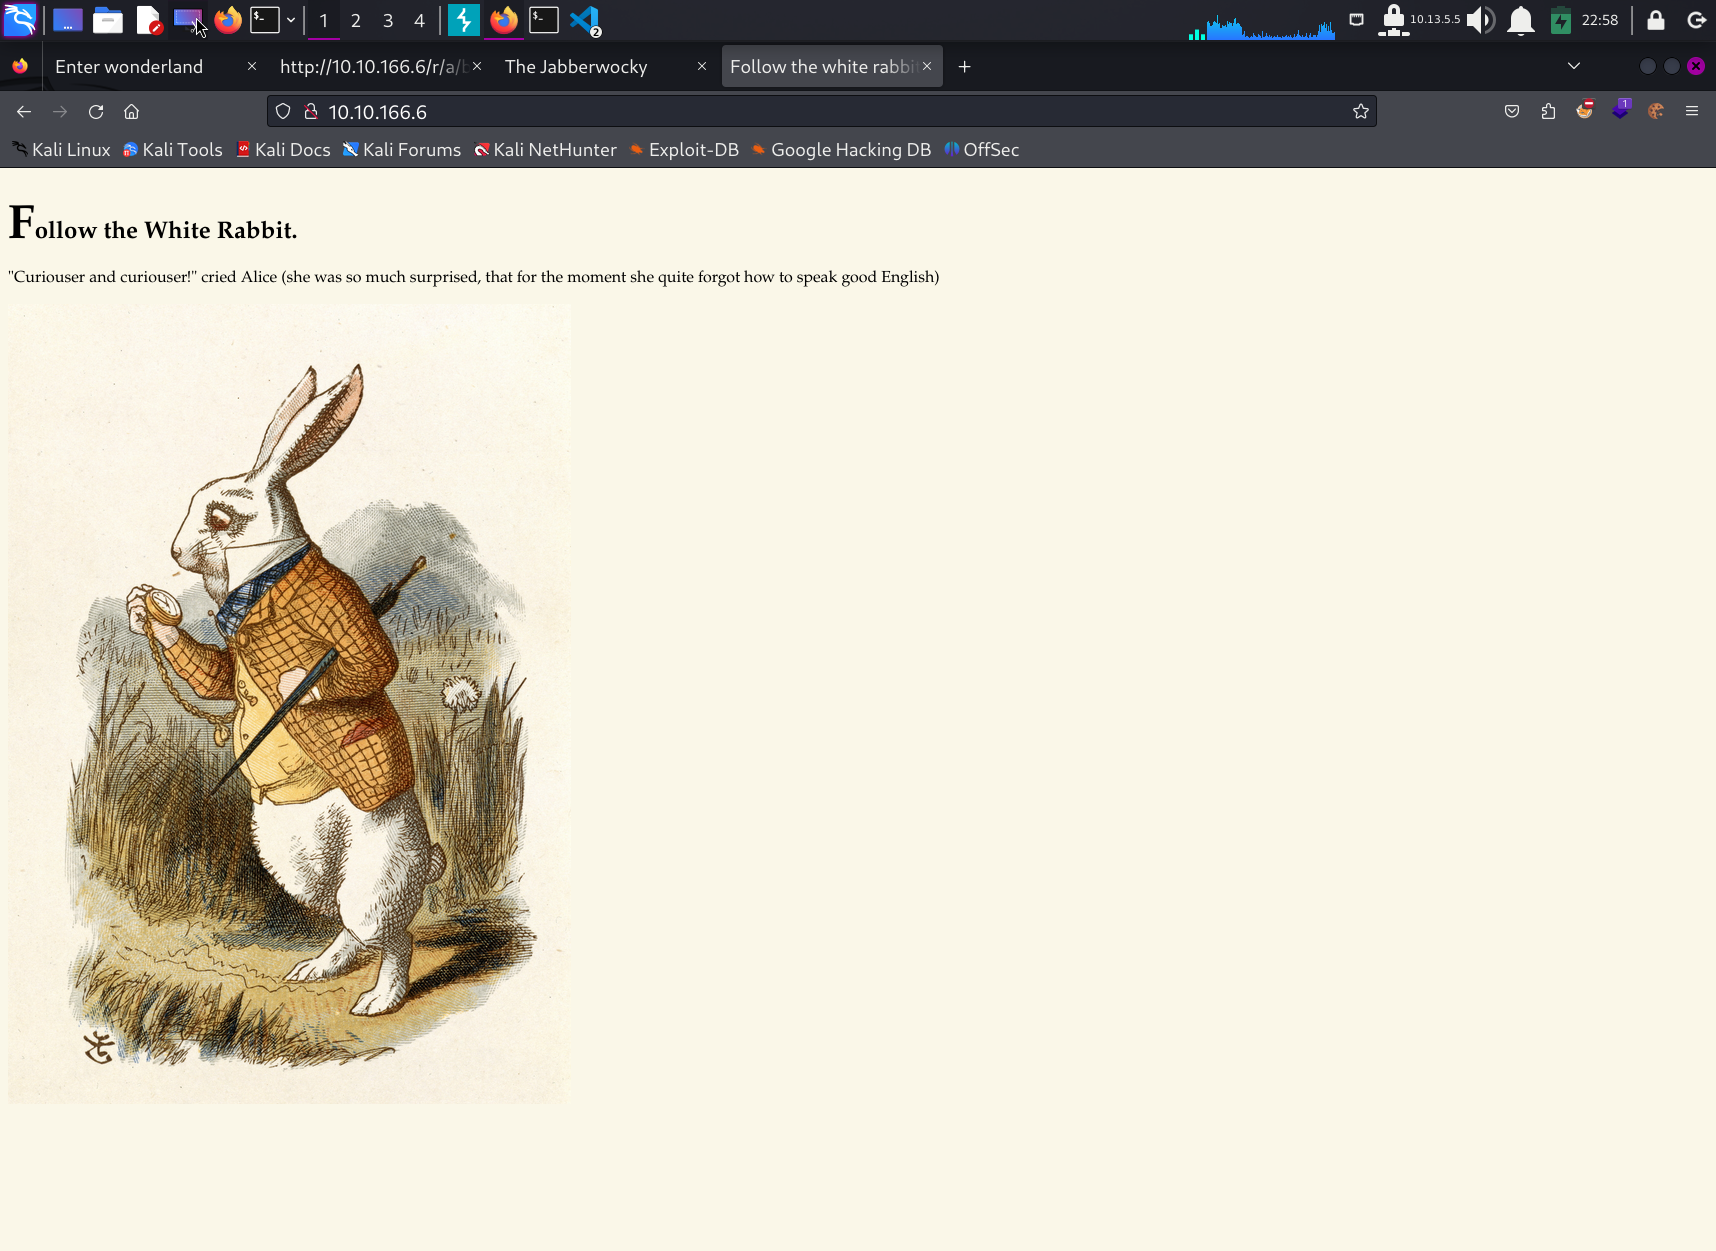 1 2 3 4 2 10.13.5.5 22:58
Enter wonderland http://10.10.166.6/r/a/b The Jabberwocky Follow the white rabbit
10.10.166.6 1
Kali Linux Kali Tools Kali Docs Kali Forums Kali NetHunter Exploit-DB Google Hacking DB OffSec
Follow the White Rabbit.
"Curiouser and curiouser!" cried Alice (she was so much surprised, that for the moment she quite forgot how to speak good English)